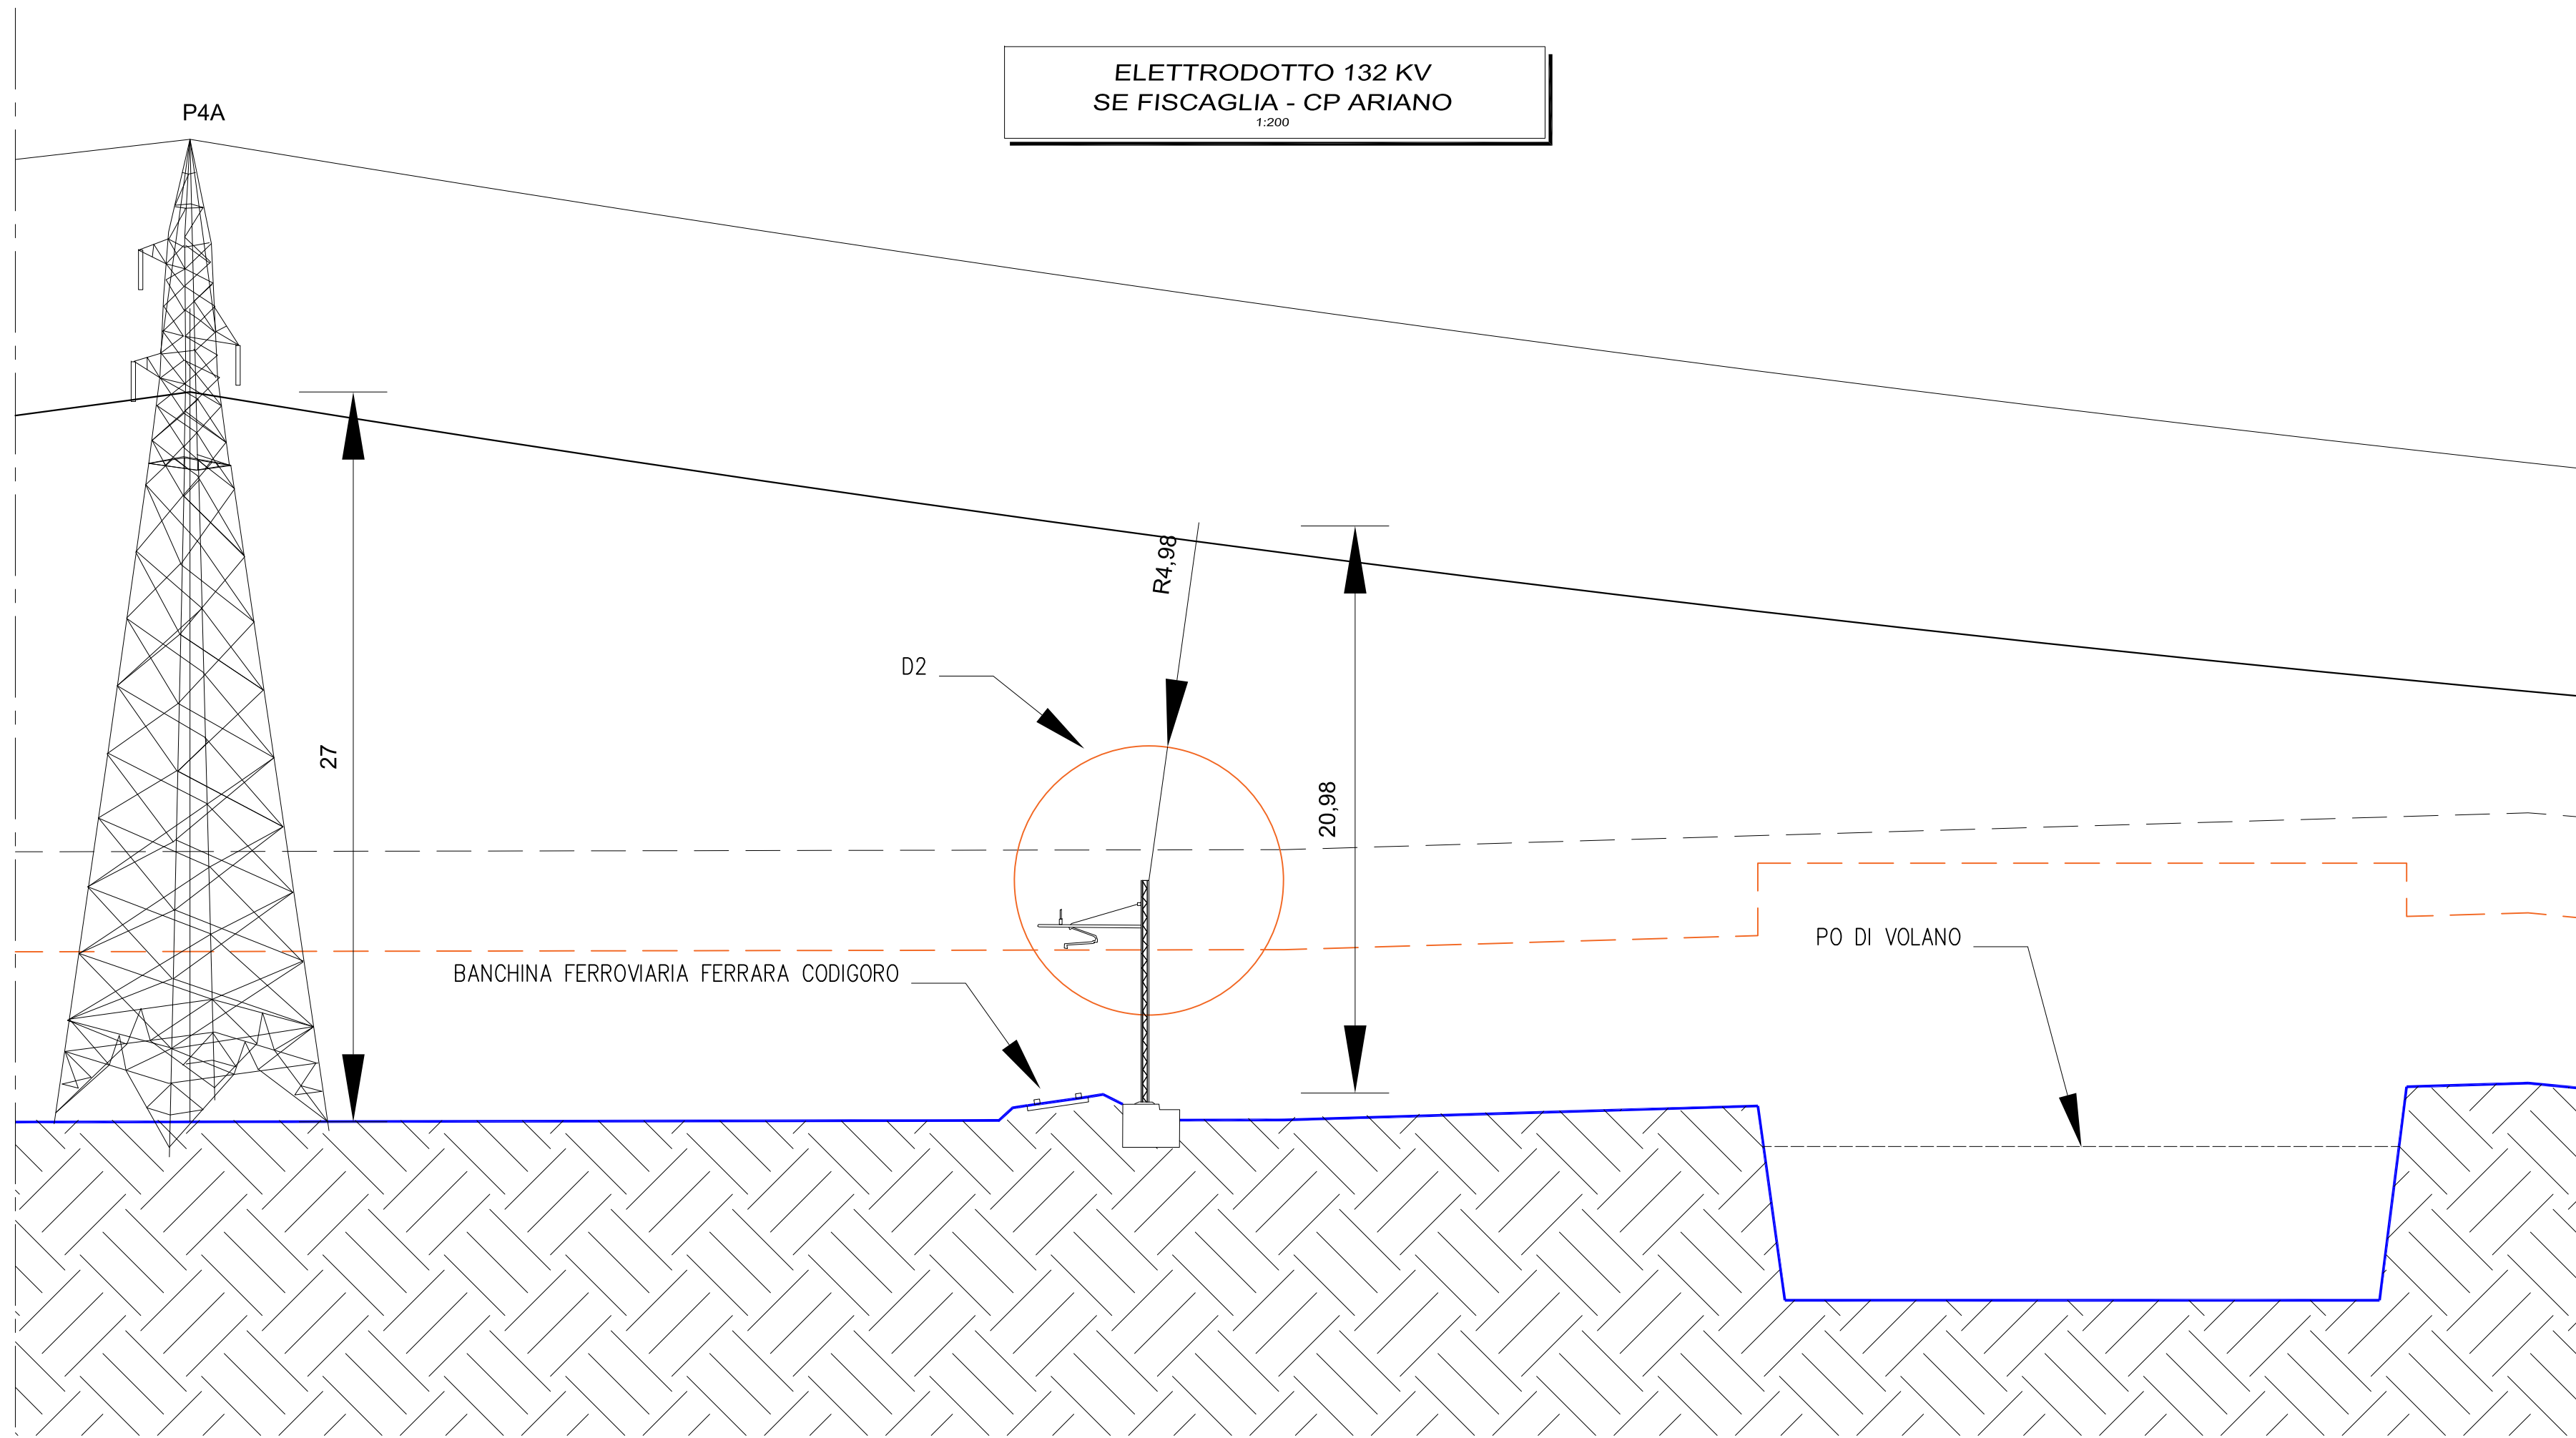 ELETTRODOTTO 132 KV
SE FISCAGLIA - CP ARIANO
1:200
P4A
R4,98
D2
27
20,98
PO DI VOLANO
BANCHINA FERROVIARIA FERRARA CODIGORO